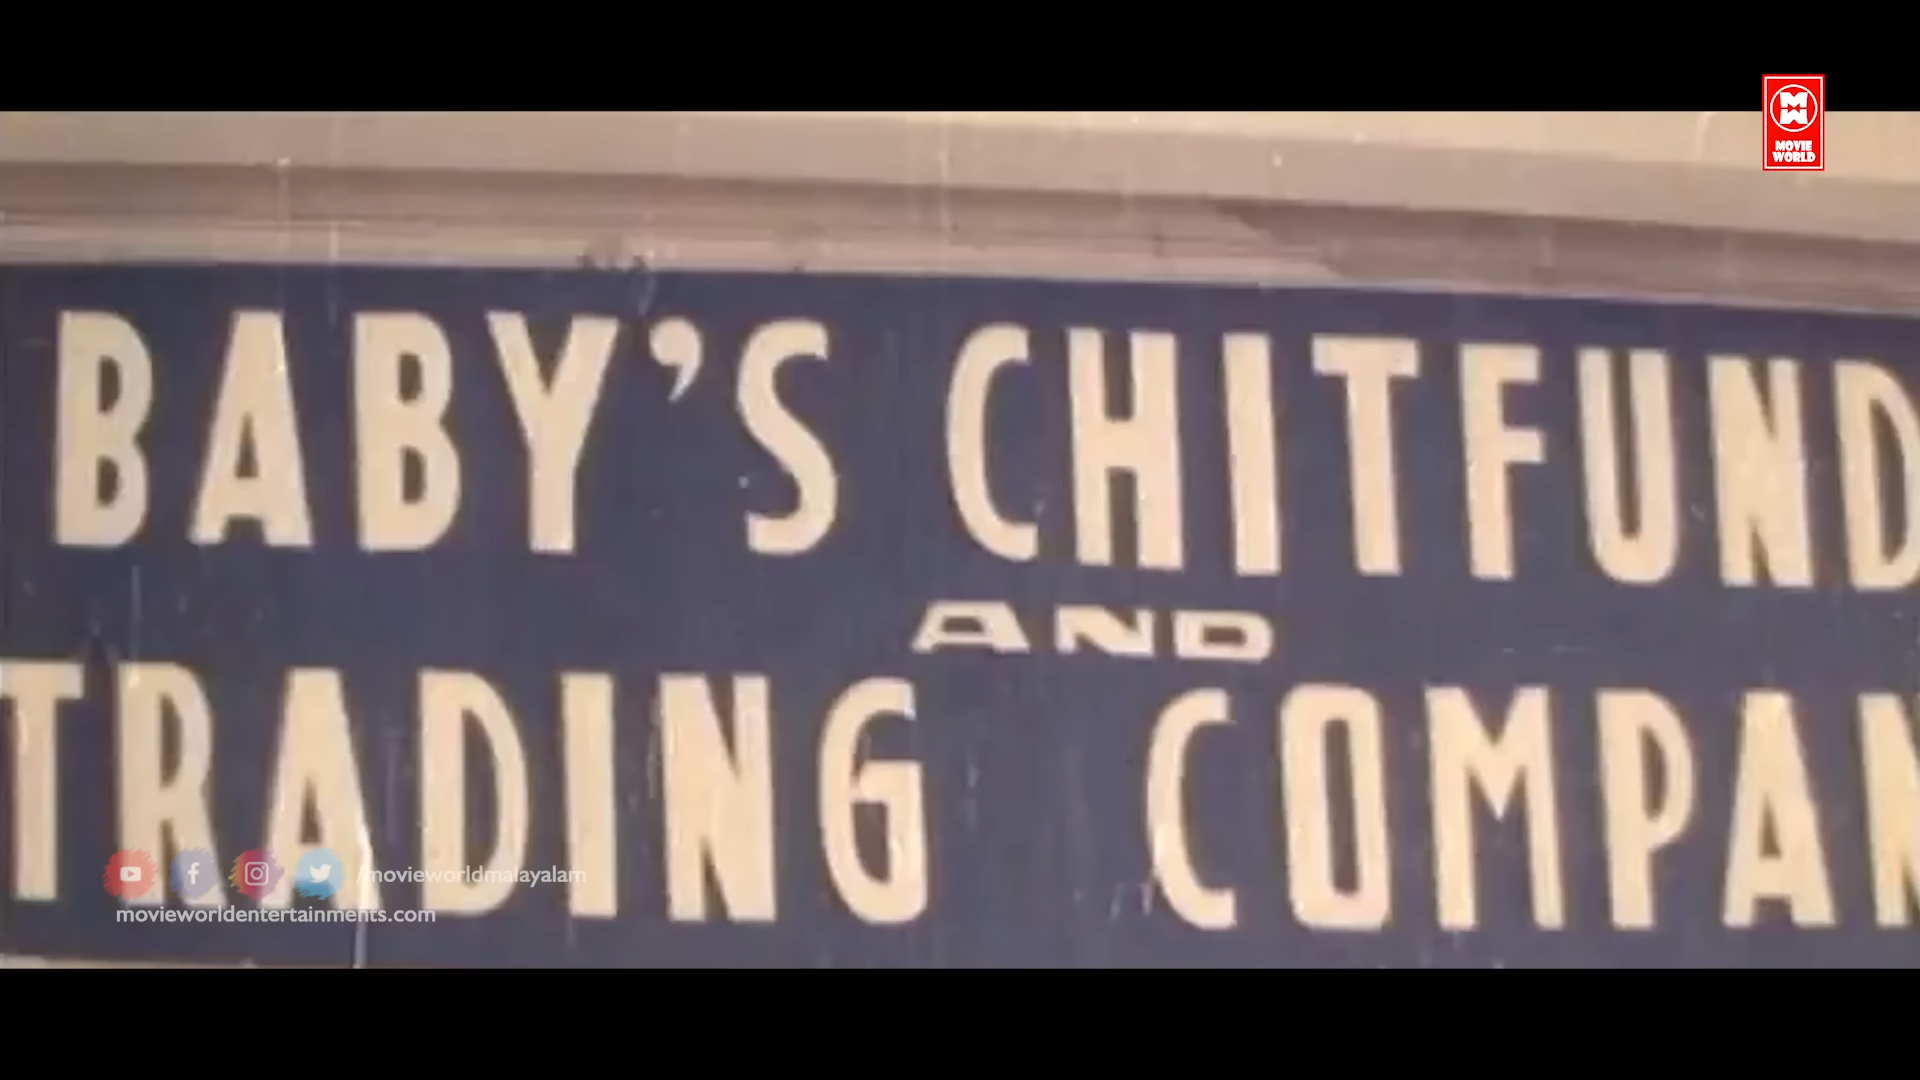 MOVIE
WORLD
BABY'S CHITFUND
AND
TRADING COMPAN
/movieworldmalayalam
movieworldentertainments.com